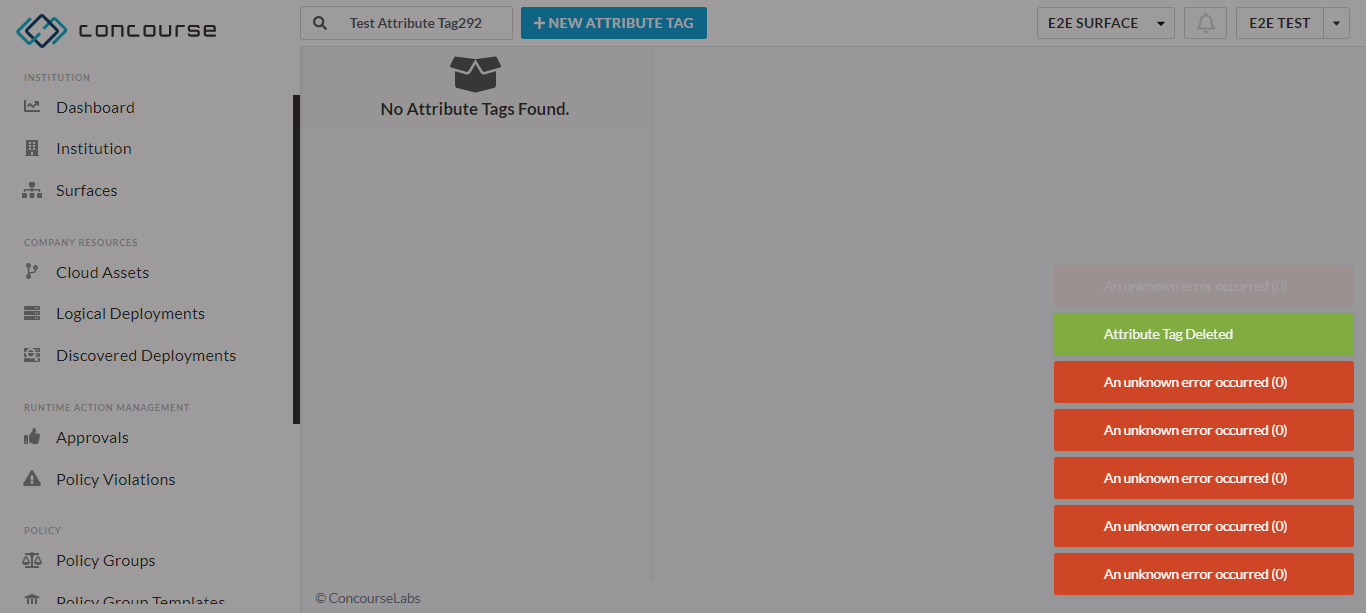 concourse
Test Attribute Tag292
+ NEW ATTRIBUTE TAG
E2E SURFACE
E2E TEST
INSTITUTION
Dashboard
Institution
Surfaces
COMPANY RESOURCES
Cloud Assets
Logical Deployments
Discovered Deployments
RUNTIME ACTION MANAGEMENT
Approvals
Policy Violations
POLICY
Policy Groups
Policy Group Templates
No Attribute Tags Found.
An unknown error occurred (0)
Attribute Tag Deleted
An unknown error occurred (0)
An unknown error occurred (0)
An unknown error occurred (0)
An unknown error occurred (0)
An unknown error occurred (0)
© ConcourseLabs